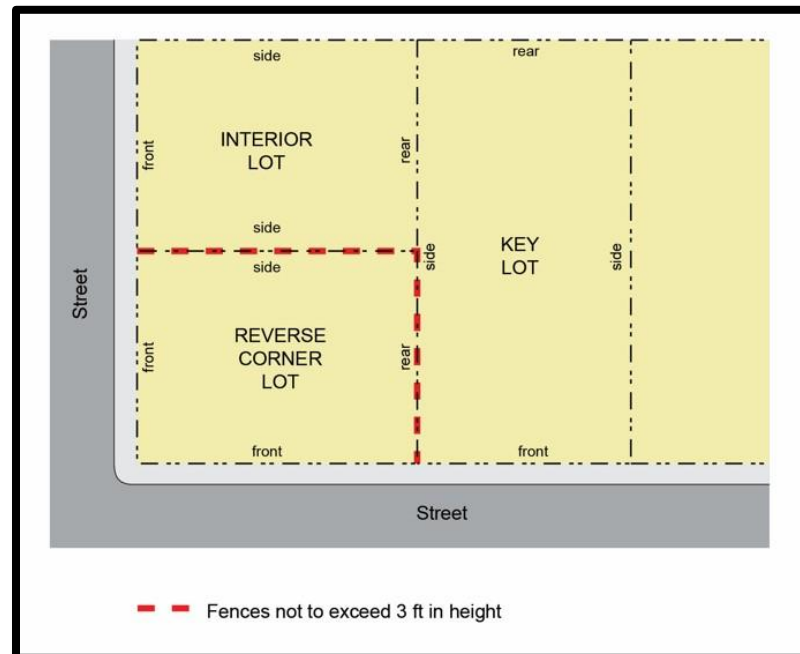 side
rear
front
INTERIOR
LOT
rear
side
side
side
KEY
LOT
side
Street
front
REVERSE
CORNER
LOT
rear
front
front
Street
Fences not to exceed 3 ft in height